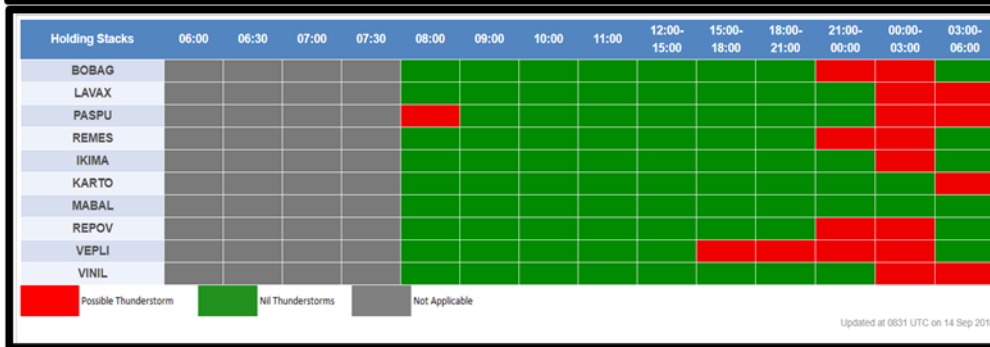 Holding Stacks 06:00 06:30 07:00 07:30 08:00 09:00 10:00 11:00 12:00-15:00 15:00-18:00 18:00-21:00 21:00-00:00 00:00-03:00 03:00-06:00
BOBAG
LAVAX
PASPU
REMES
IKIMA
KARTO
MABAL
REPOV
VEPLI
VINIL
Possible Thunderstorm Nil Thunderstorms Not Applicable
Updated at 0831 UTC on 14 Sep 201